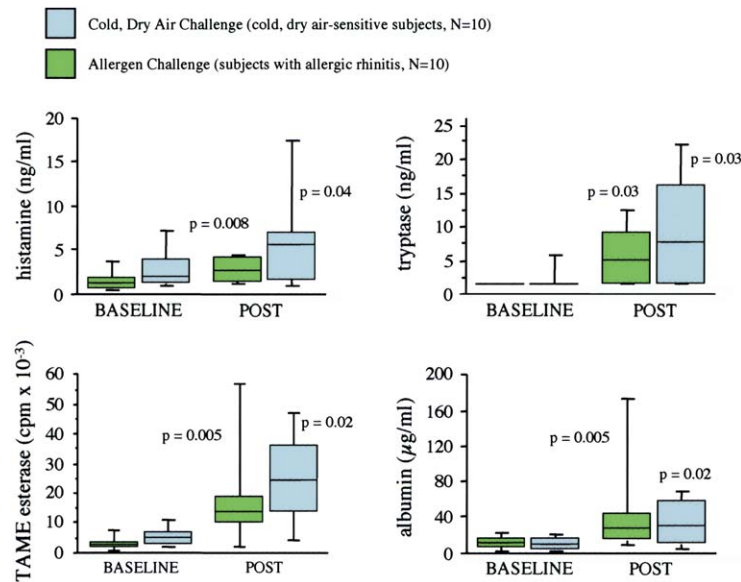 Cold, Dry Air Challenge (cold, dry air-sensitive subjects, N=10)
Allergen Challenge (subjects with allergic rhinitis, N=10)
histamine (ng/ml)
20
15
10
5
0
p = 0.008
p = 0.04
BASELINE
POST
tryptase (ng/ml)
25
20
15
10
5
0
p = 0.03
p = 0.03
BASELINE
POST
TAME esterase (cpm x 10-3)
60
50
40
30
20
10
0
p = 0.005
p = 0.02
BASELINE
POST
albumin (µg/ml)
200
160
120
80
40
0
p = 0.005
p = 0.02
BASELINE
POST